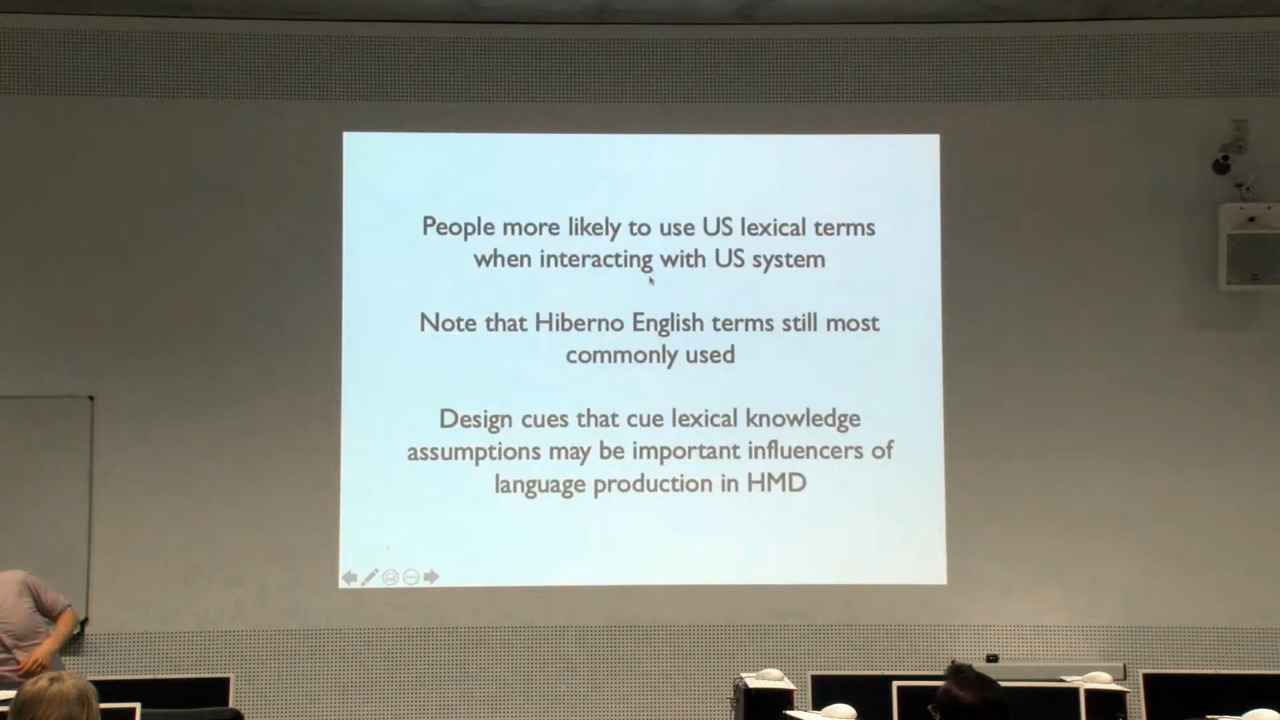 People more likely to use US lexical terms
when interacting with US system
Note that Hiberno English terms still most
commonly used
Design cues that cue lexical knowledge
assumptions may be important influencers of
language production in HMD